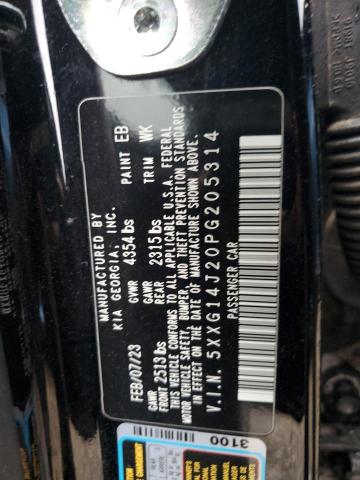 MANUFACTURED BY
KIA GEORGIA, INC.
FEB/07/23 GVWR 4354 lbs PAINT EB
GAWR FRONT 2513 lbs GAWR REAR 2315 lbs TRIM WK
THIS VEHICLE CONFORMS TO ALL APPLICABLE U.S.A. FEDERAL
MOTOR VEHICLE SAFETY, BUMPER, AND THEFT PREVENTION STANDARDS
IN EFFECT ON THE DATE OF MANUFACTURE SHOWN ABOVE.
V.I.N. 5XXG14J20PG205314
PASSENGER CAR
3100